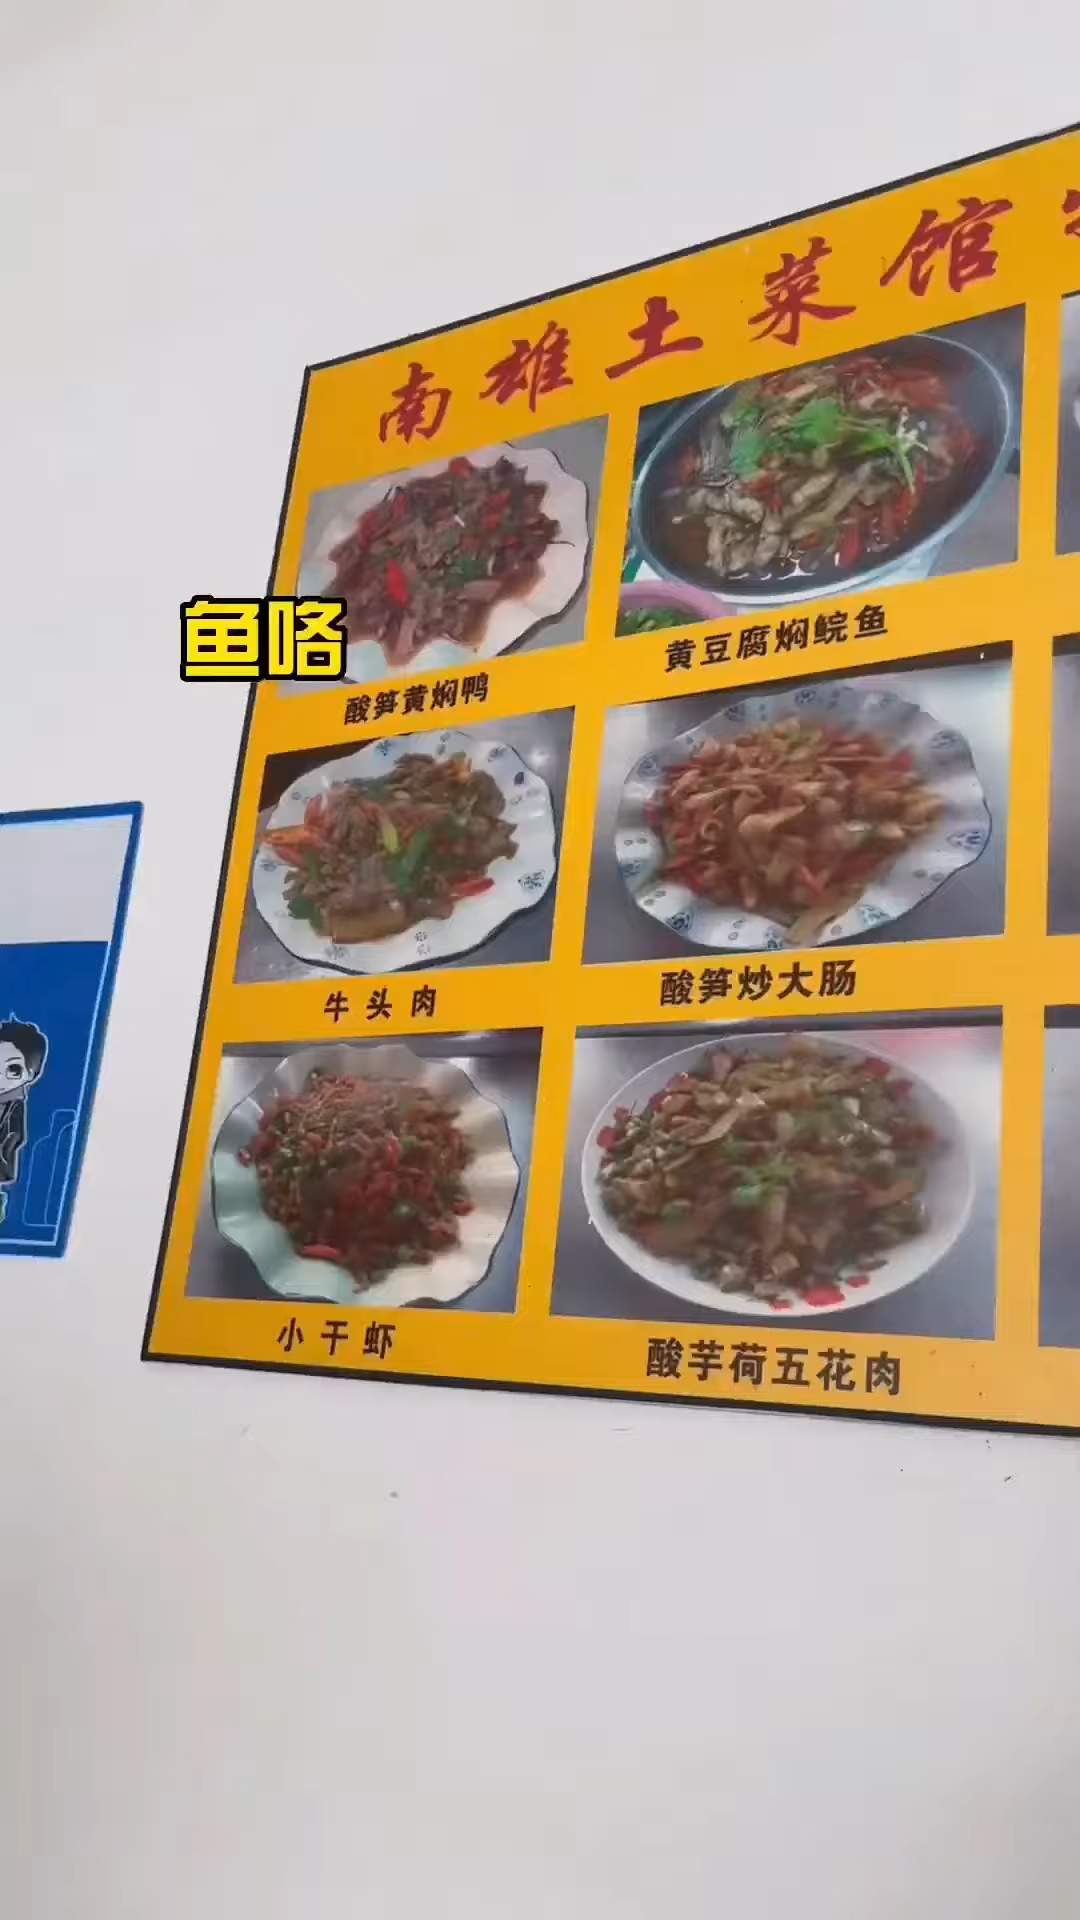 南雄土菜馆
鱼咯
酸笋黄焖鸭
黄豆腐焖鲩鱼
牛头肉
酸笋炒大肠
小干虾
酸芋荷五花肉